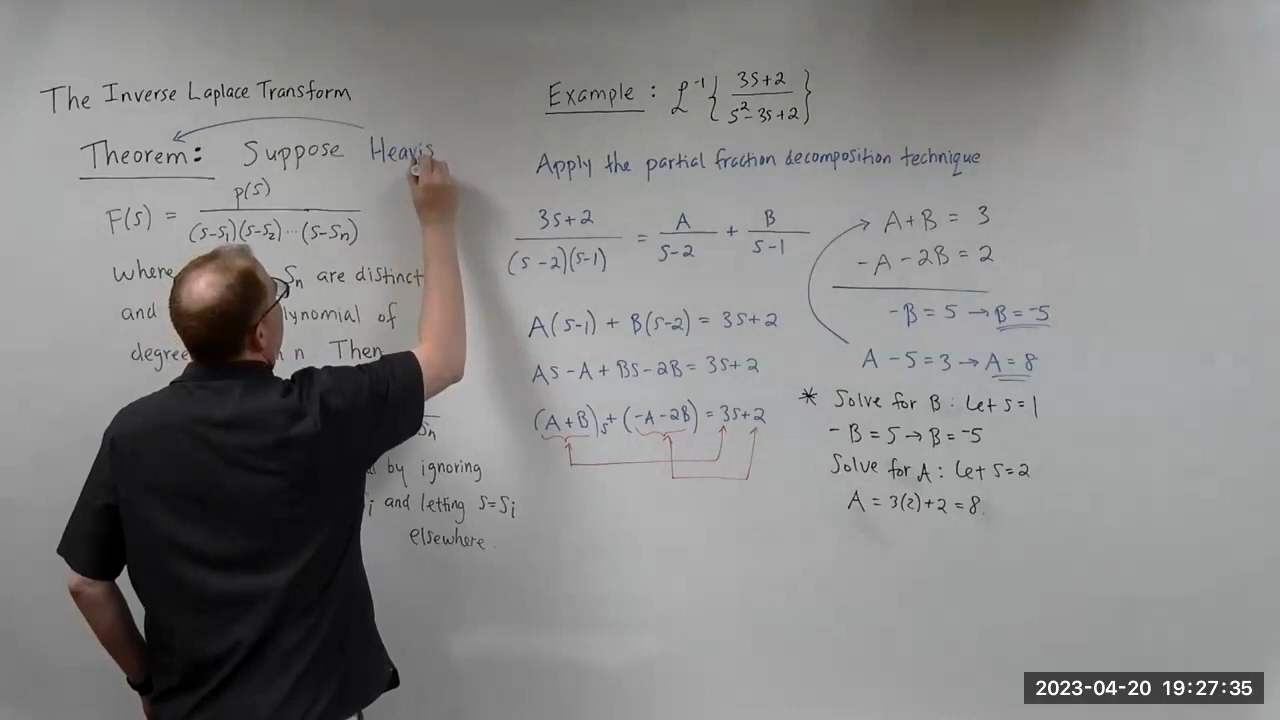 The Inverse Laplace Transform
Theorem: Suppose Heavis
F(s) = p(s) / (s-s₁)(s-s₂)...(s-sₙ)
where sₙ are distinct
and lynomial of
degree n n. Then
sₙ
by ignoring
and letting s=sᵢ
elsewhere.
Example: ℒ⁻¹{ 3s+2 / s²-3s+2 }
Apply the partial fraction decomposition technique
3s+2 / (s-2)(s-1) = A / s-2 + B / s-1
A(s-1) + B(s-2) = 3s+2
As - A + Bs - 2B = 3s+2
(A+B)s + (-A-2B) = 3s+2
A+B = 3
-A-2B = 2
-B = 5 → B = -5
A - 5 = 3 → A = 8
* Solve for B: Let s=1
-B = 5 → B = -5
Solve for A: Let s=2
A = 3(2)+2 = 8.
2023-04-20 19:27:35